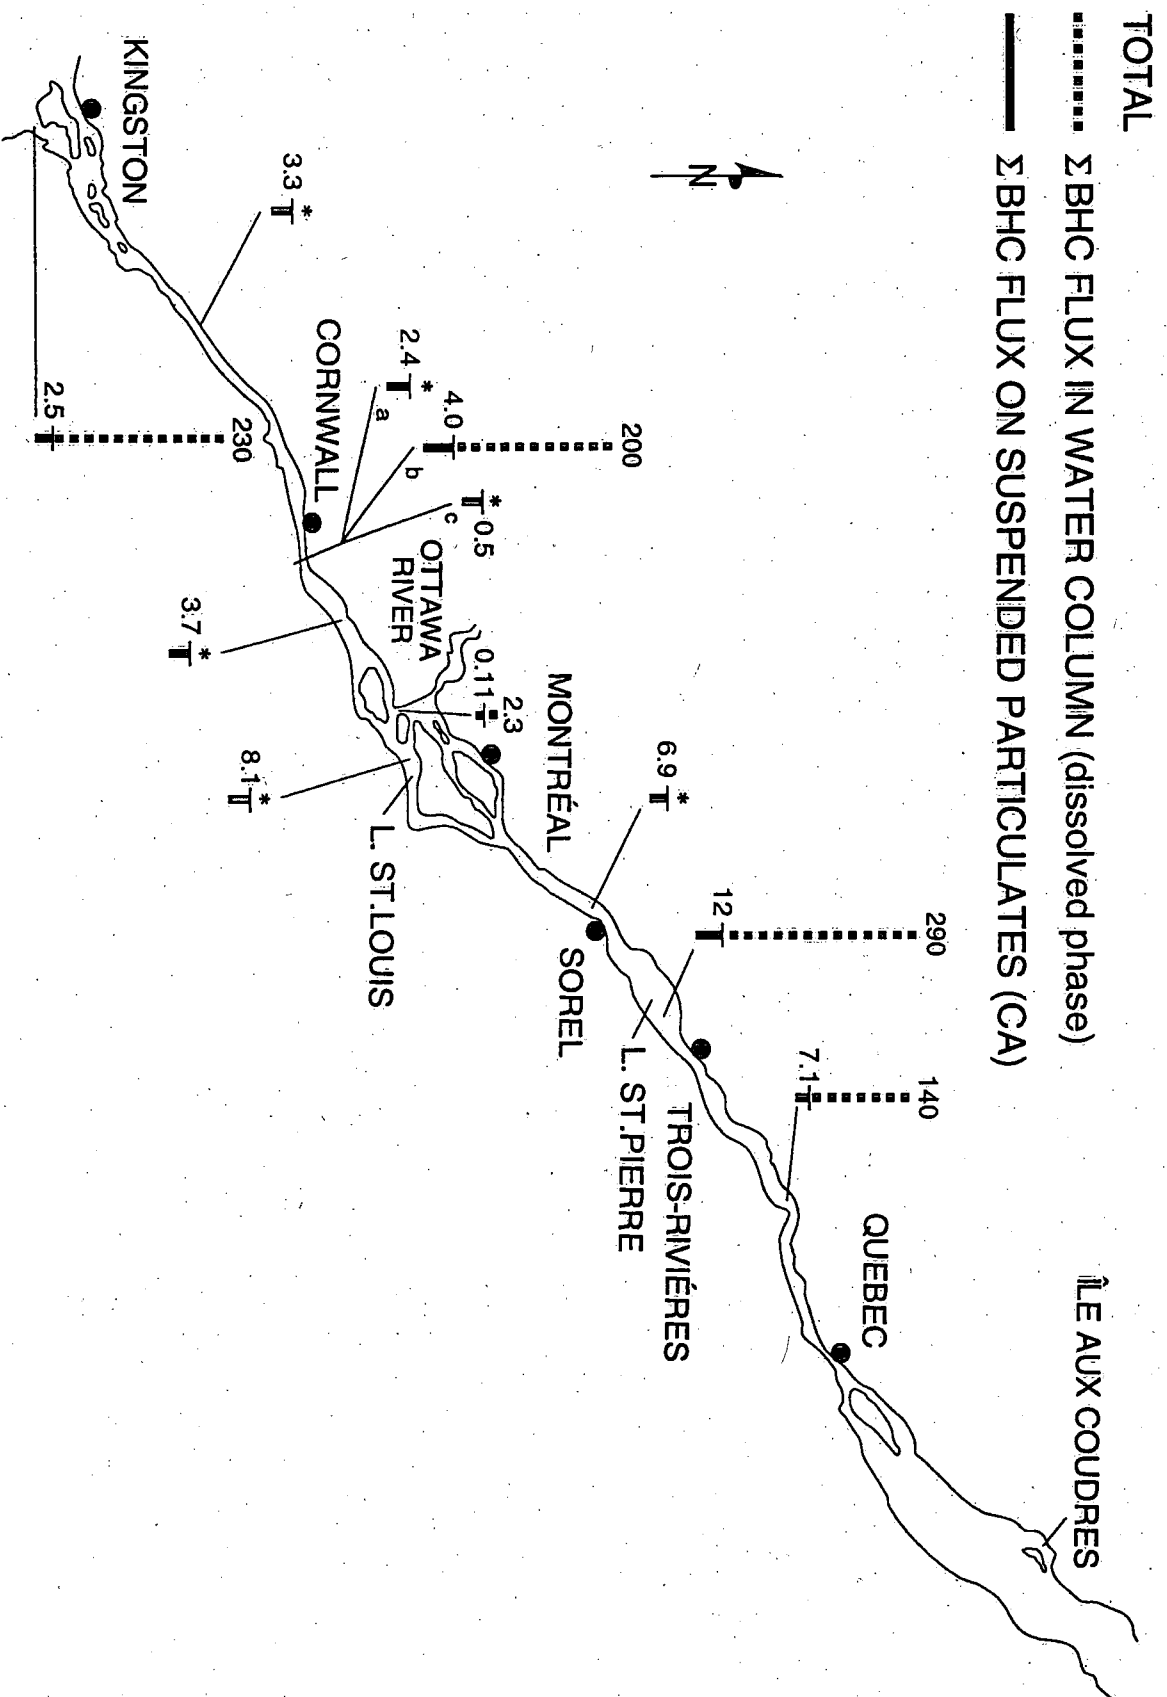 TOTAL
Σ BHC FLUX IN WATER COLUMN (dissolved phase)
Σ BHC FLUX ON SUSPENDED PARTICULATES (CA)
N
ÎLE AUX COUDRES
QUEBEC
140
7.1
TROIS-RIVIÉRES
L. ST.PIERRE
290
12
SOREL
6.9 *
MONTRÉAL
2.3
0.11
OTTAWA
RIVER
L. ST.LOUIS
8.1 *
3.7 *
200
4.0
b
2.4 *
a
* 0.5
c
CORNWALL
3.3 *
230
2.5
KINGSTON